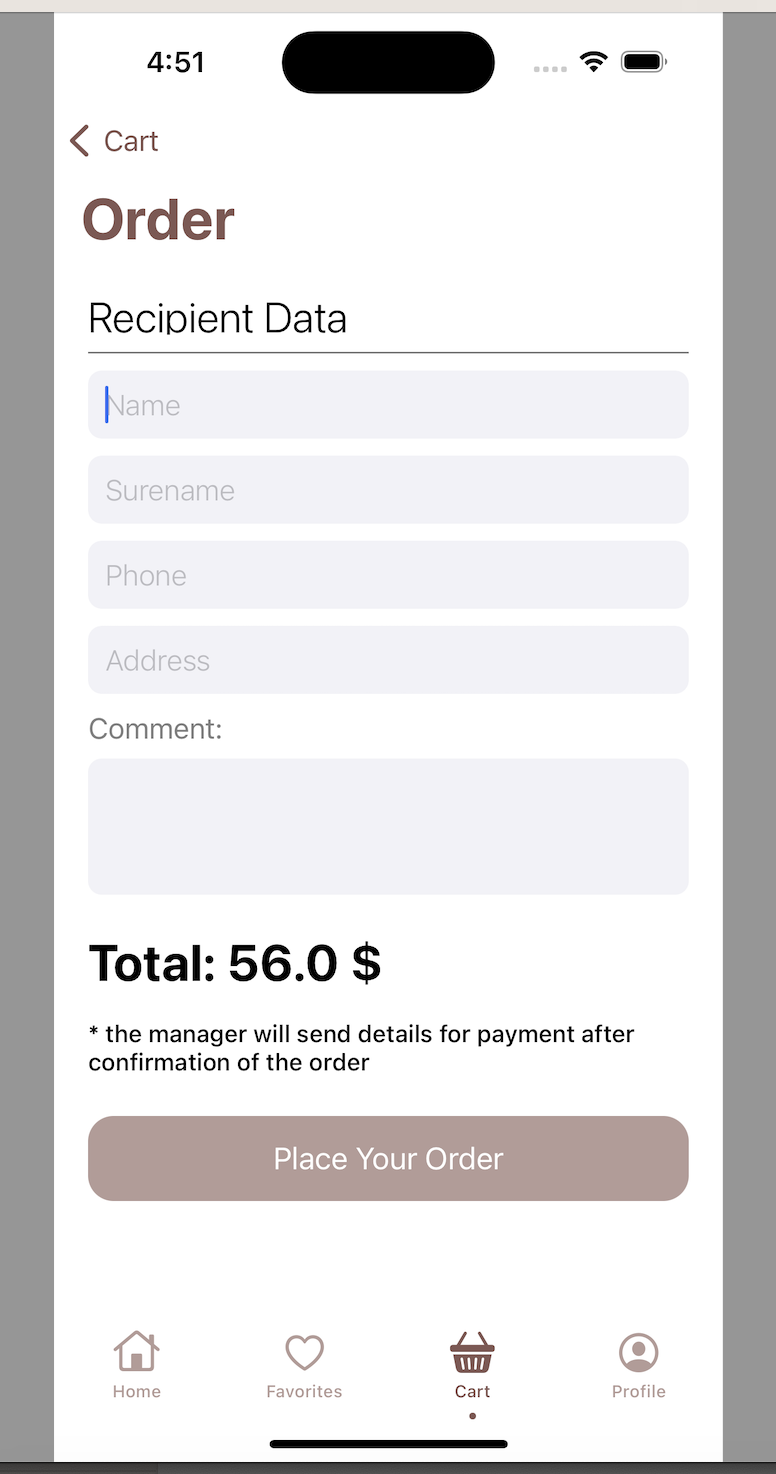 4:51
Cart
Order
Recipient Data
Name
Surename
Phone
Address
Comment:
Total: 56.0 $
* the manager will send details for payment after
confirmation of the order
Place Your Order
Home
Favorites
Cart
Profile